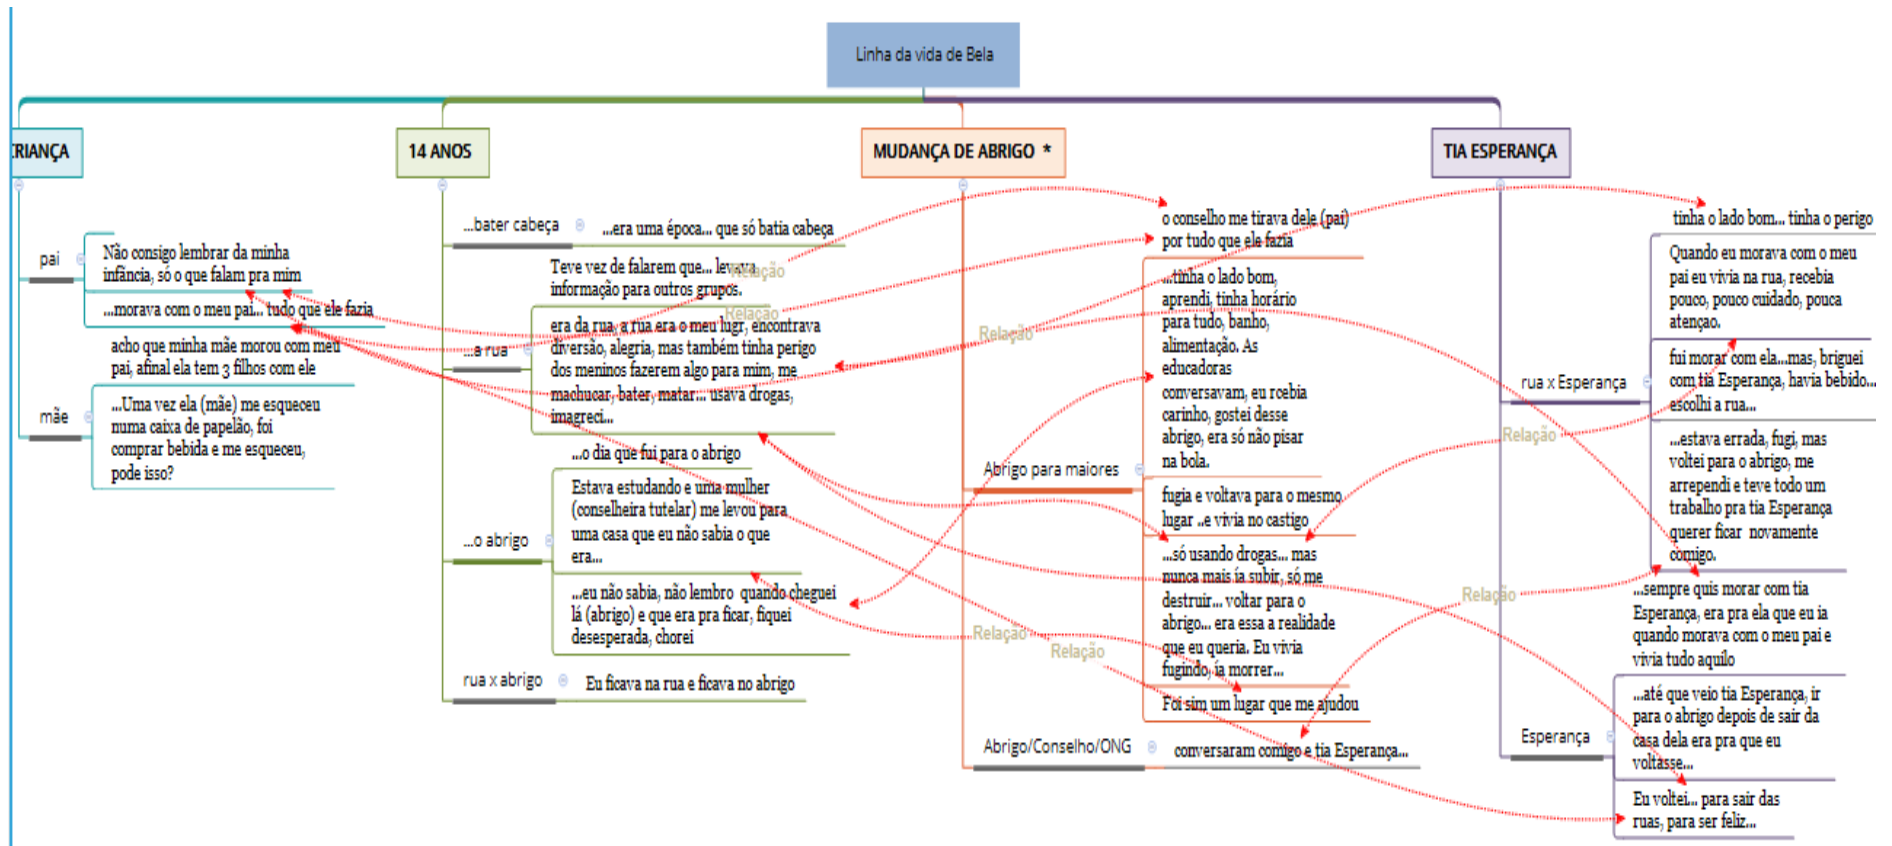 Linha da vida de Bela
RIANÇA
pai
Não consigo lembrar da minha
infância, só o que falam pra mim
...morava com o meu pai... tudo que ele fazia
mãe
acho que minha mãe morou com meu
pai, afinal ela tem 3 filhos com ele
...Uma vez ela (mãe) me esqueceu
numa caixa de papelão, foi
comprar bebida e me esqueceu,
pode isso?
14 ANOS
...bater cabeça
...era uma época... que só batia cabeça
...a rua
Teve vez de falarem que... levava
informação para outros grupos.
era da rua, a rua era o meu lugr, encontrava
diversão, alegria, mas também tinha perigo
dos meninos fazerem algo para mim, me
machucar, bater, matar... usava drogas,
imagreci...
...o abrigo
...o dia que fui para o abrigo
Estava estudando e uma mulher
(conselheira tutelar) me levou para
uma casa que eu não sabia o que
era...
...eu não sabia, não lembro quando cheguei
lá (abrigo) e que era pra ficar, fiquei
desesperada, chorei
rua x abrigo
Eu ficava na rua e ficava no abrigo
MUDANÇA DE ABRIGO *
Abrigo para maiores
o conselho me tirava dele (pai)
por tudo que ele fazia
...tinha o lado bom,
aprendi, tinha horário
para tudo, banho,
alimentação. As
educadoras
conversavam, eu rcebia
carinho, gostei desse
abrigo, era só não pisar
na bola.
fugia e voltava para o mesmo
lugar ..e vivia no castigo
...só usando drogas... mas
nunca mais ía subir, só me
destruir... voltar para o
abrigo... era essa a realidade
que eu queria. Eu vivia
fugindo, ía morrer...
Foi sim um lugar que me ajudou
Abrigo/Conselho/ONG
conversaram comigo e tia Esperança...
TIA ESPERANÇA
rua x Esperança
tinha o lado bom... tinha o perigo
Quando eu morava com o meu
pai eu vivia na rua, recebia
pouco, pouco cuidado, pouca
atençao.
fui morar com ela...mas, briguei
com tia Esperança, havia bebido...
escolhi a rua...
...estava errada, fugi, mas
voltei para o abrigo, me
arrependi e teve todo um
trabalho pra tia Esperança
querer ficar novamente
comigo.
Esperança
...sempre quis morar com tia
Esperança, era pra ela que eu ia
quando morava com o meu pai e
vivia tudo aquilo
...até que veio tia Esperança, ir
para o abrigo depois de sair da
casa dela era pra que eu
voltasse...
Eu voltei... para sair das
ruas, para ser feliz...
Relação
Relação
Relação
Relação
Relação
Relação
Relação